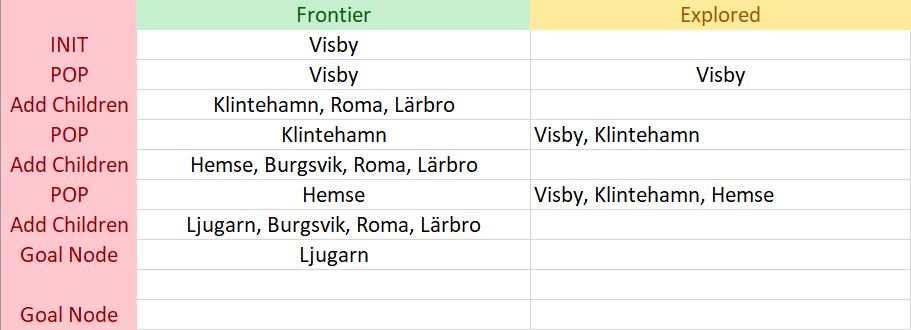 Frontier Explored
INIT Visby
POP Visby Visby
Add Children Klintehamn, Roma, Lärbro
POP Klintehamn Visby, Klintehamn
Add Children Hemse, Burgsvik, Roma, Lärbro
POP Hemse Visby, Klintehamn, Hemse
Add Children Ljugarn, Burgsvik, Roma, Lärbro
Goal Node Ljugarn
Goal Node